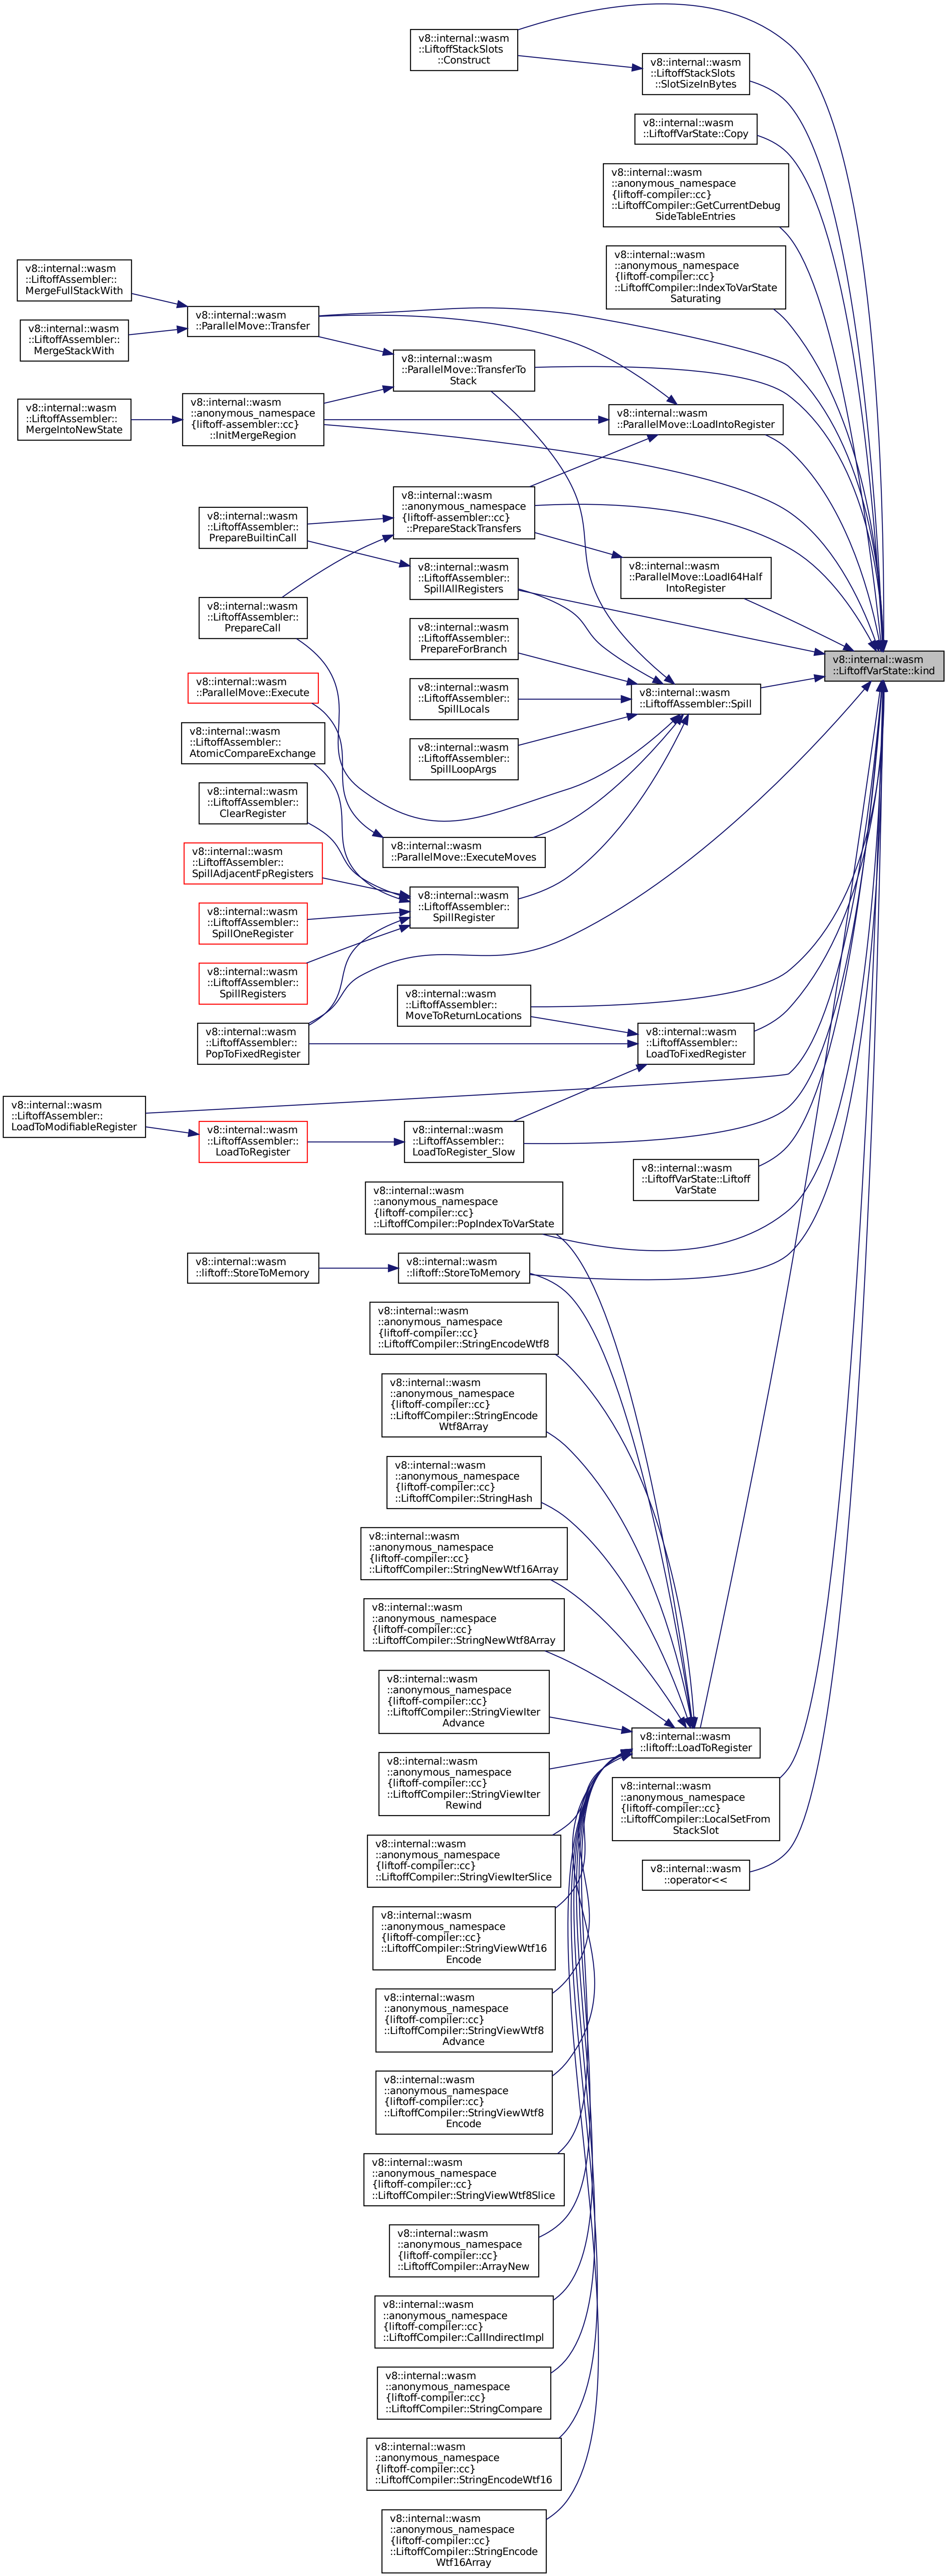 v8::internal::wasm
::LiftoffStackSlots
::Construct
v8::internal::wasm
::LiftoffStackSlots
::SlotSizeInBytes
v8::internal::wasm
::LiftoffVarState::Copy
v8::internal::wasm
::anonymous_namespace
{liftoff-compiler::cc}
::LiftoffCompiler::GetCurrentDebug
SideTableEntries
v8::internal::wasm
::anonymous_namespace
{liftoff-compiler::cc}
::LiftoffCompiler::IndexToVarState
Saturating
v8::internal::wasm
::LiftoffAssembler::
MergeFullStackWith
v8::internal::wasm
::ParallelMove::Transfer
v8::internal::wasm
::LiftoffAssembler::
MergeStackWith
v8::internal::wasm
::ParallelMove::TransferTo
Stack
v8::internal::wasm
::LiftoffAssembler::
MergeIntoNewState
v8::internal::wasm
::anonymous_namespace
{liftoff-assembler::cc}
::InitMergeRegion
v8::internal::wasm
::ParallelMove::LoadIntoRegister
v8::internal::wasm
::anonymous_namespace
{liftoff-assembler::cc}
::PrepareStackTransfers
v8::internal::wasm
::LiftoffAssembler::
PrepareBuiltinCall
v8::internal::wasm
::LiftoffAssembler::
SpillAllRegisters
v8::internal::wasm
::ParallelMove::LoadI64Half
IntoRegister
v8::internal::wasm
::LiftoffAssembler::
PrepareCall
v8::internal::wasm
::LiftoffAssembler::
PrepareForBranch
v8::internal::wasm
::LiftoffVarState::kind
v8::internal::wasm
::ParallelMove::Execute
v8::internal::wasm
::LiftoffAssembler::
SpillLocals
v8::internal::wasm
::LiftoffAssembler::Spill
v8::internal::wasm
::LiftoffAssembler::
AtomicCompareExchange
v8::internal::wasm
::LiftoffAssembler::
SpillLoopArgs
v8::internal::wasm
::LiftoffAssembler::
ClearRegister
v8::internal::wasm
::ParallelMove::ExecuteMoves
v8::internal::wasm
::LiftoffAssembler::
SpillAdjacentFpRegisters
v8::internal::wasm
::LiftoffAssembler::
SpillRegister
v8::internal::wasm
::LiftoffAssembler::
SpillOneRegister
v8::internal::wasm
::LiftoffAssembler::
SpillRegisters
v8::internal::wasm
::LiftoffAssembler::
MoveToReturnLocations
v8::internal::wasm
::LiftoffAssembler::
PopToFixedRegister
v8::internal::wasm
::LiftoffAssembler::
LoadToFixedRegister
v8::internal::wasm
::LiftoffAssembler::
LoadToModifiableRegister
v8::internal::wasm
::LiftoffAssembler::
LoadToRegister
v8::internal::wasm
::LiftoffAssembler::
LoadToRegister_Slow
v8::internal::wasm
::LiftoffVarState::Liftoff
VarState
v8::internal::wasm
::anonymous_namespace
{liftoff-compiler::cc}
::LiftoffCompiler::PopIndexToVarState
v8::internal::wasm
::liftoff::StoreToMemory
v8::internal::wasm
::liftoff::StoreToMemory
v8::internal::wasm
::anonymous_namespace
{liftoff-compiler::cc}
::LiftoffCompiler::StringEncodeWtf8
v8::internal::wasm
::anonymous_namespace
{liftoff-compiler::cc}
::LiftoffCompiler::StringEncode
Wtf8Array
v8::internal::wasm
::anonymous_namespace
{liftoff-compiler::cc}
::LiftoffCompiler::StringHash
v8::internal::wasm
::anonymous_namespace
{liftoff-compiler::cc}
::LiftoffCompiler::StringNewWtf16Array
v8::internal::wasm
::anonymous_namespace
{liftoff-compiler::cc}
::LiftoffCompiler::StringNewWtf8Array
v8::internal::wasm
::anonymous_namespace
{liftoff-compiler::cc}
::LiftoffCompiler::StringViewIter
Advance
v8::internal::wasm
::liftoff::LoadToRegister
v8::internal::wasm
::anonymous_namespace
{liftoff-compiler::cc}
::LiftoffCompiler::StringViewIter
Rewind
v8::internal::wasm
::anonymous_namespace
{liftoff-compiler::cc}
::LiftoffCompiler::LocalSetFrom
StackSlot
v8::internal::wasm
::anonymous_namespace
{liftoff-compiler::cc}
::LiftoffCompiler::StringViewIterSlice
v8::internal::wasm
::operator<<
v8::internal::wasm
::anonymous_namespace
{liftoff-compiler::cc}
::LiftoffCompiler::StringViewWtf16
Encode
v8::internal::wasm
::anonymous_namespace
{liftoff-compiler::cc}
::LiftoffCompiler::StringViewWtf8
Advance
v8::internal::wasm
::anonymous_namespace
{liftoff-compiler::cc}
::LiftoffCompiler::StringViewWtf8
Encode
v8::internal::wasm
::anonymous_namespace
{liftoff-compiler::cc}
::LiftoffCompiler::StringViewWtf8Slice
v8::internal::wasm
::anonymous_namespace
{liftoff-compiler::cc}
::LiftoffCompiler::ArrayNew
v8::internal::wasm
::anonymous_namespace
{liftoff-compiler::cc}
::LiftoffCompiler::CallIndirectImpl
v8::internal::wasm
::anonymous_namespace
{liftoff-compiler::cc}
::LiftoffCompiler::StringCompare
v8::internal::wasm
::anonymous_namespace
{liftoff-compiler::cc}
::LiftoffCompiler::StringEncodeWtf16
v8::internal::wasm
::anonymous_namespace
{liftoff-compiler::cc}
::LiftoffCompiler::StringEncode
Wtf16Array